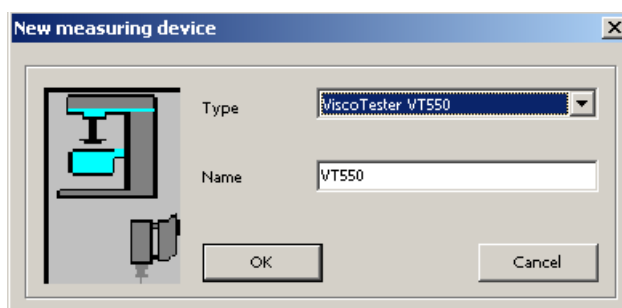 New measuring device
Type
ViscoTester VT550
Name
VT550
OK
Cancel